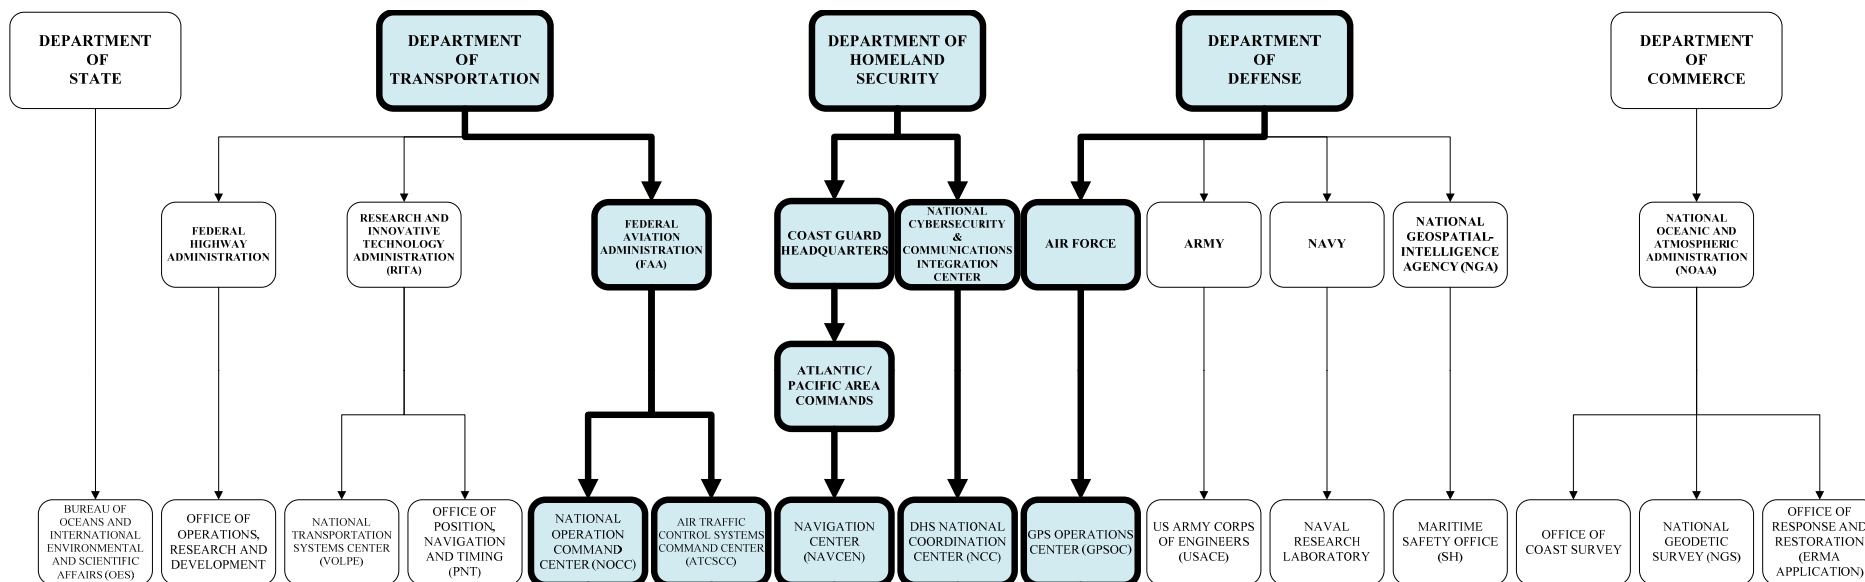 DEPARTMENT
OF
STATE
DEPARTMENT
OF
TRANSPORTATION
DEPARTMENT OF
HOMELAND
SECURITY
DEPARTMENT
OF
DEFENSE
DEPARTMENT
OF
COMMERCE
FEDERAL
HIGHWAY
ADMINISTRATION
RESEARCH AND
INNOVATIVE
TECHNOLOGY
ADMINISTRATION
(RITA)
FEDERAL
AVIATION
ADMINISTRATION
(FAA)
COAST GUARD
HEADQUARTERS
NATIONAL
CYBERSECURITY
&
COMMUNICATIONS
INTEGRATION
CENTER
AIR FORCE
ARMY
NAVY
NATIONAL
GEOSPATIAL-
INTELLIGENCE
AGENCY (NGA)
NATIONAL
OCEANIC AND
ATMOSPHERIC
ADMINISTRATION
(NOAA)
ATLANTIC /
PACIFIC AREA
COMMANDS
BUREAU OF
OCEANS AND
INTERNATIONAL
ENVIRONMENTAL
AND SCIENTIFIC
AFFAIRS (OES)
OFFICE OF
OPERATIONS,
RESEARCH AND
DEVELOPMENT
NATIONAL
TRANSPORTATION
SYSTEMS CENTER
(VOLPE)
OFFICE OF
POSITION,
NAVIGATION
AND TIMING
(PNT)
NATIONAL
OPERATION
COMMAND
CENTER (NOCC)
AIR TRAFFIC
CONTROL SYSTEMS
COMMAND CENTER
(ATCSCC)
NAVIGATION
CENTER
(NAVCEN)
DHS NATIONAL
COORDINATION
CENTER (NCC)
GPS OPERATIONS
CENTER (GPSOC)
US ARMY CORPS
OF ENGINEERS
(USACE)
NAVAL
RESEARCH
LABORATORY
MARITIME
SAFETY OFFICE
(SH)
OFFICE OF
COAST SURVEY
NATIONAL
GEODETIC
SURVEY (NGS)
OFFICE OF
RESPONSE AND
RESTORATION
(ERMA
APPLICATION)